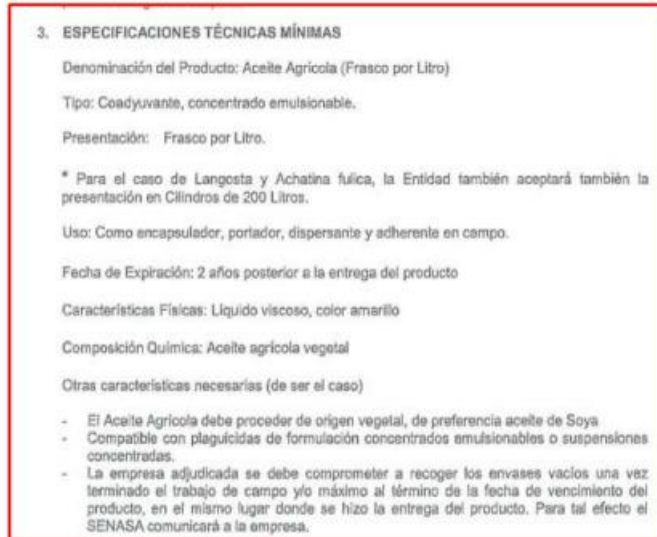 3. ESPECIFICACIONES TÉCNICAS MÍNIMAS
Denominación del Producto: Aceite Agrícola (Frasco por Litro)
Tipo: Coadyuvante, concentrado emulsionable.
Presentación: Frasco por Litro.
* Para el caso de Langosta y Achatina fulica, la Entidad también aceptará también la
presentación en Cilindros de 200 Litros.
Uso: Como encapsulador, portador, dispersante y adherente en campo.
Fecha de Expiración: 2 años posterior a la entrega del producto
Características Físicas: Líquido viscoso, color amarillo
Composición Química: Aceite agrícola vegetal
Otras características necesarias (de ser el caso)
- El Aceite Agrícola debe proceder de origen vegetal, de preferencia aceite de Soya
- Compatible con plaguicidas de formulación concentrados emulsionables o suspensiones
concentradas.
- La empresa adjudicada se debe comprometer a recoger los envases vacíos una vez
terminado el trabajo de campo y/o máximo al término de la fecha de vencimiento del
producto, en el mismo lugar donde se hizo la entrega del producto. Para tal efecto el
SENASA comunicará a la empresa.